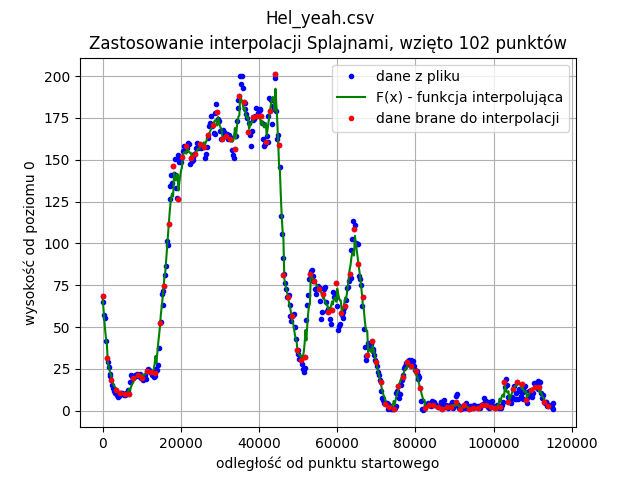 Hel_yeah.csv
Zastosowanie interpolacji Splajnami, wzięto 102 punktów
dane z pliku
F(x) - funkcja interpolująca
dane brane do interpolacji
wysokość od poziomu 0
200
175
150
125
100
75
50
25
0
0 20000 40000 60000 80000 100000 120000
odległość od punktu startowego